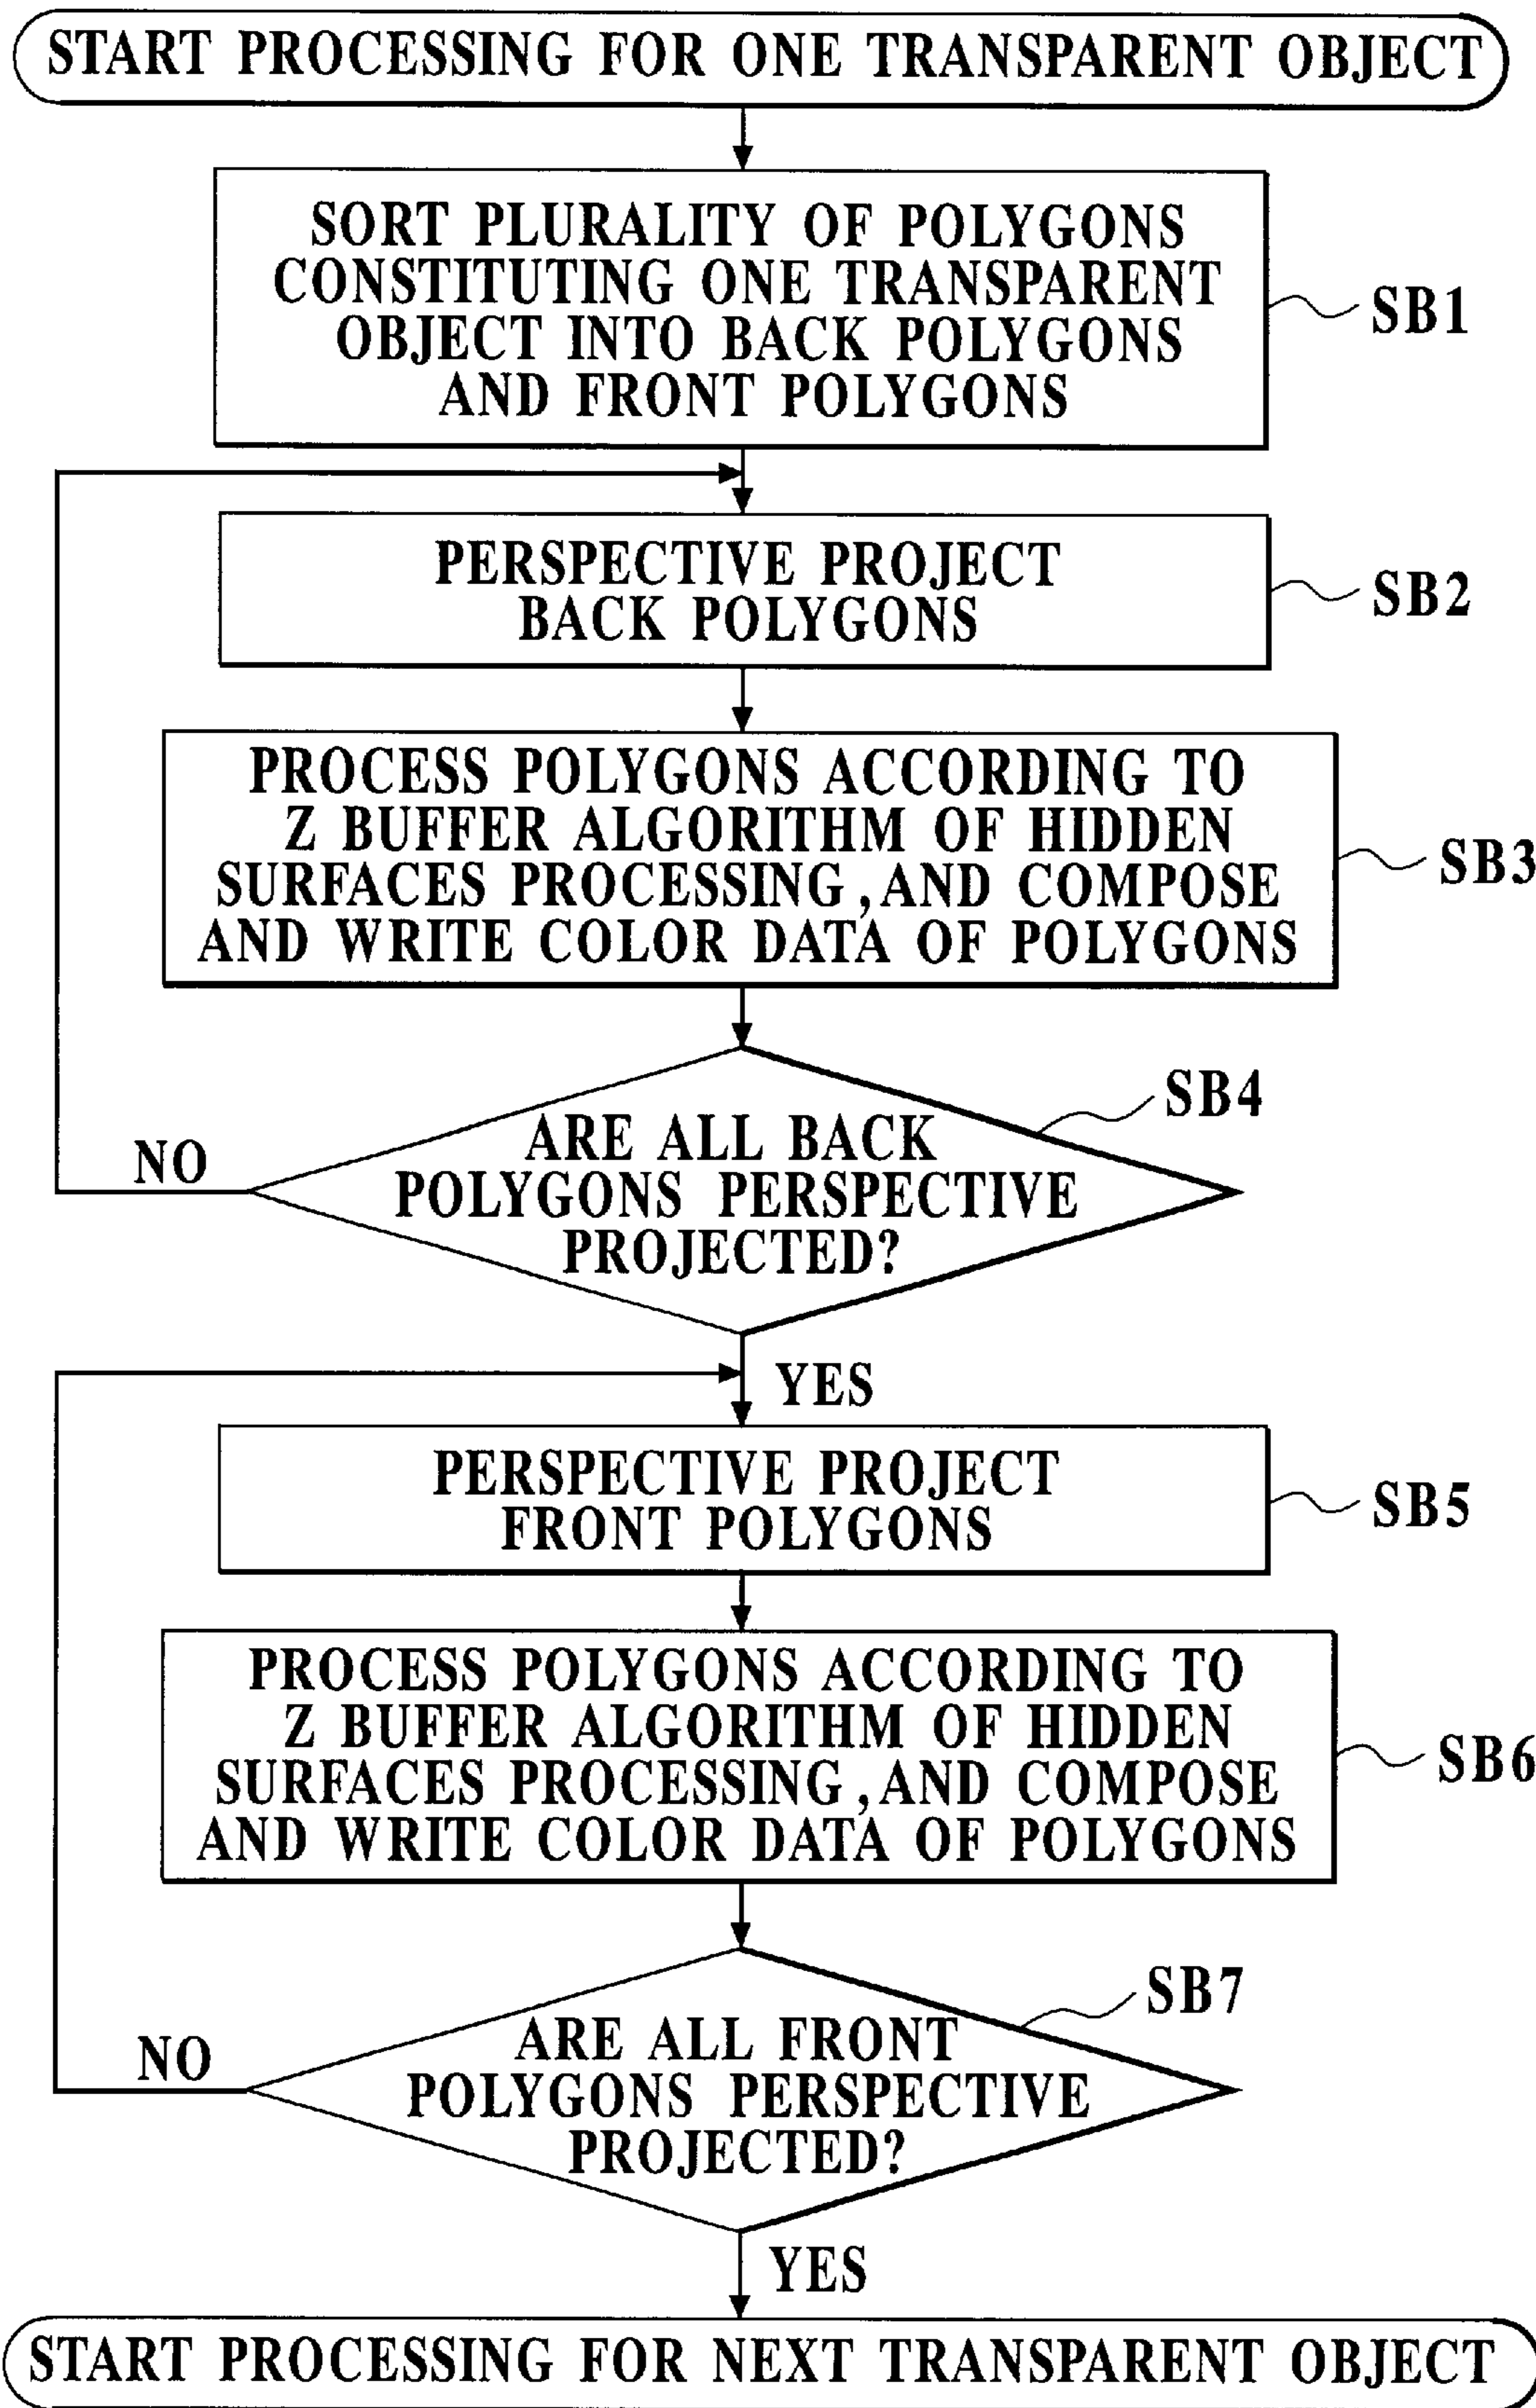 START PROCESSING FOR ONE TRANSPARENT OBJECT
SORT PLURALITY OF POLYGONS
CONSTITUTING ONE TRANSPARENT
OBJECT INTO BACK POLYGONS
AND FRONT POLYGONS
SB1
PERSPECTIVE PROJECT
BACK POLYGONS
SB2
PROCESS POLYGONS ACCORDING TO
Z BUFFER ALGORITHM OF HIDDEN
SURFACES PROCESSING, AND COMPOSE
AND WRITE COLOR DATA OF POLYGONS
SB3
SB4
ARE ALL BACK
POLYGONS PERSPECTIVE
PROJECTED?
NO
YES
PERSPECTIVE PROJECT
FRONT POLYGONS
SB5
PROCESS POLYGONS ACCORDING TO
Z BUFFER ALGORITHM OF HIDDEN
SURFACES PROCESSING, AND COMPOSE
AND WRITE COLOR DATA OF POLYGONS
SB6
SB7
ARE ALL FRONT
POLYGONS PERSPECTIVE
PROJECTED?
NO
YES
START PROCESSING FOR NEXT TRANSPARENT OBJECT